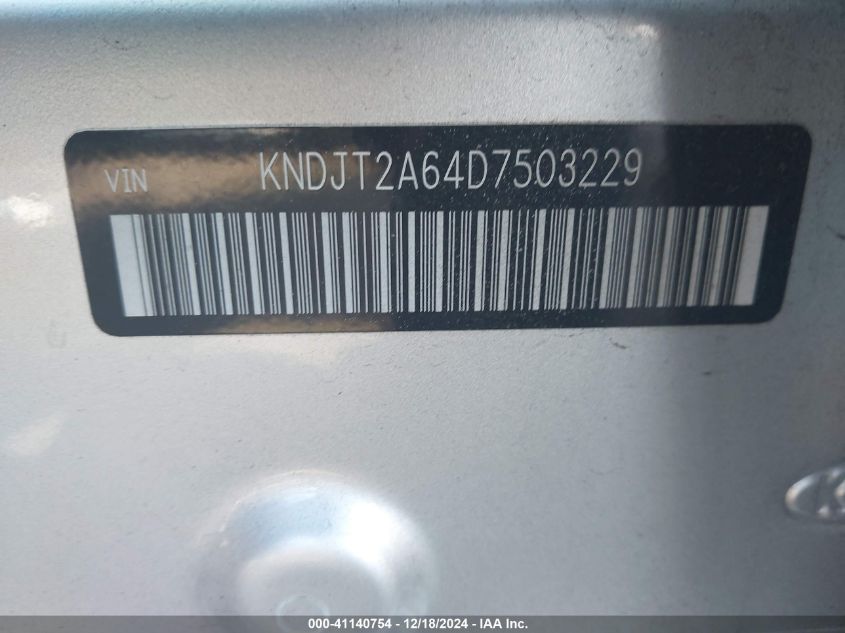 VIN KNDJT2A64D7503229
000-41140754 - 12/18/2024 - IAA Inc.